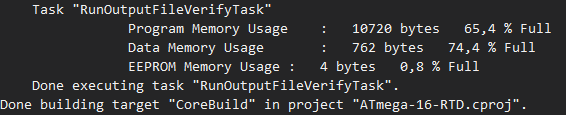 Task "RunOutputFileVerifyTask"
Program Memory Usage : 10720 bytes 65,4 % Full
Data Memory Usage : 762 bytes 74,4 % Full
EEPROM Memory Usage : 4 bytes 0,8 % Full
Done executing task "RunOutputFileVerifyTask".
Done building target "CoreBuild" in project "ATmega-16-RTD.cproj".